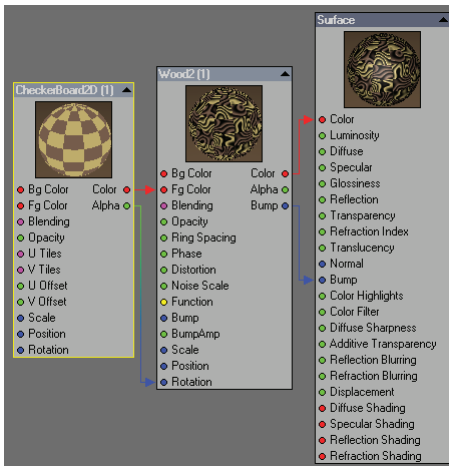 Surface
Color
Luminosity
Diffuse
Specular
Glossiness
Reflection
Transparency
Refraction Index
Translucency
Normal
Bump
Color Highlights
Color Filter
Diffuse Sharpness
Additive Transparency
Reflection Blurring
Refraction Blurring
Displacement
Diffuse Shading
Specular Shading
Reflection Shading
Refraction Shading
Wood2 (1)
Bg Color Color
Fg Color Alpha
Blending Bump
Opacity
Ring Spacing
Phase
Distortion
Noise Scale
Function
Bump
BumpAmp
Scale
Position
Rotation
CheckerBoard2D (1)
Bg Color Color
Fg Color Alpha
Blending
Opacity
U Tiles
V Tiles
U Offset
V Offset
Scale
Position
Rotation